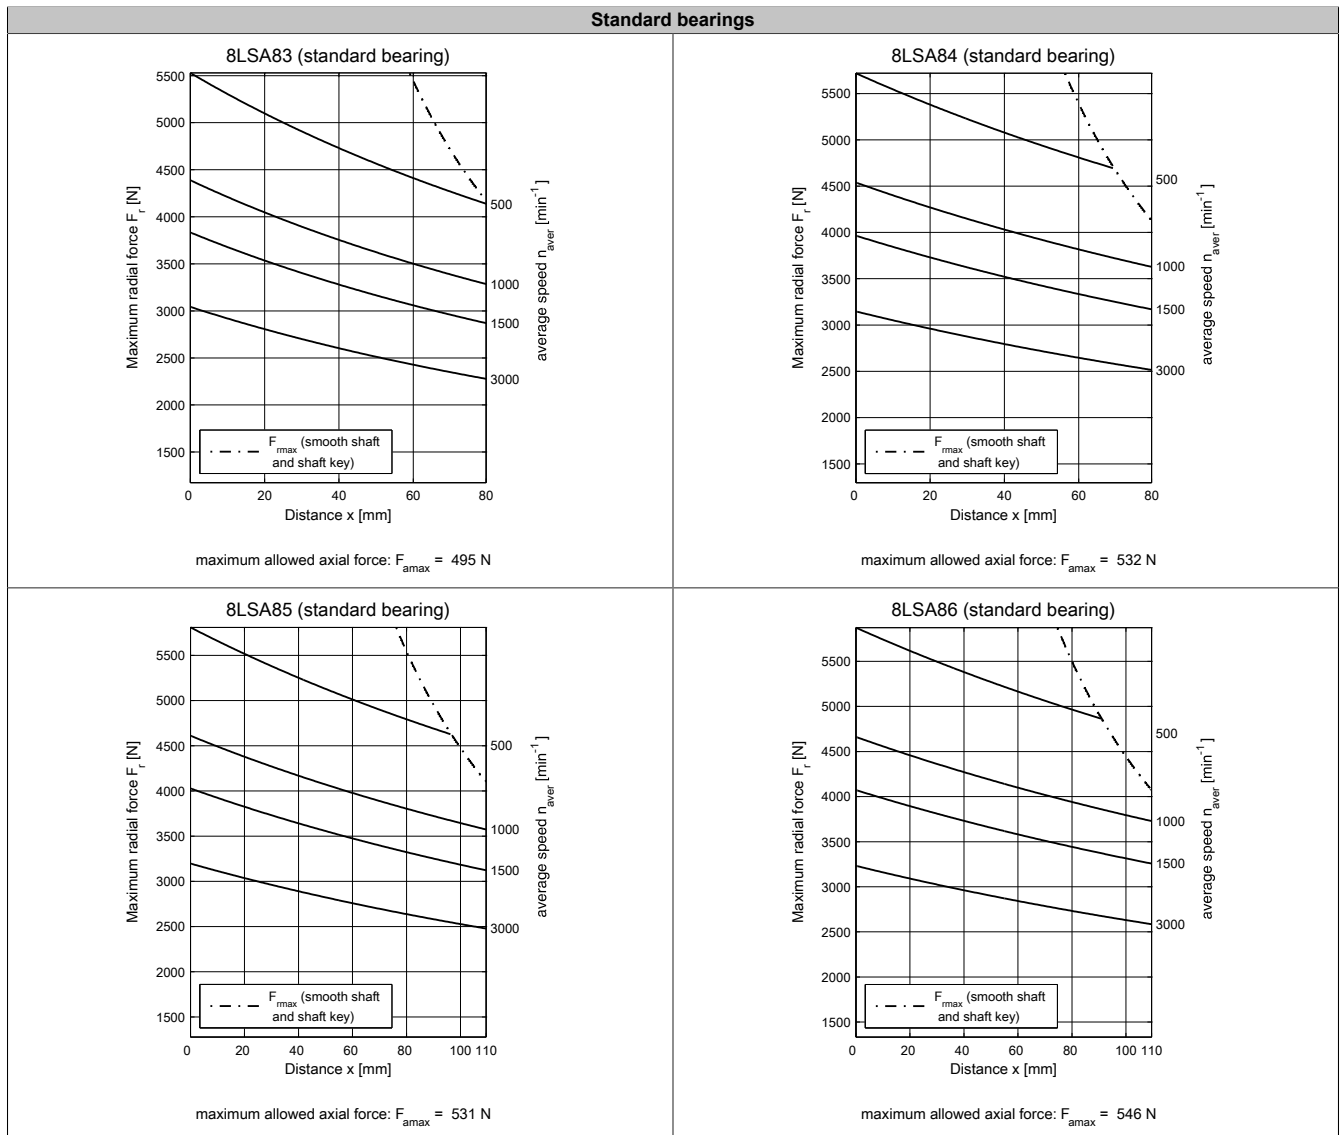 Standard bearings
8LSA83 (standard bearing)
5500
5000
4500
4000
3500
3000
2500
2000
1500
Maximum radial force F_r [N]
500
1000
1500
3000
average speed n_aver [min^-1]
F_rmax (smooth shaft
and shaft key)
0 20 40 60 80
Distance x [mm]
maximum allowed axial force: F_amax = 495 N
8LSA84 (standard bearing)
5500
5000
4500
4000
3500
3000
2500
2000
1500
Maximum radial force F_r [N]
500
1000
1500
3000
average speed n_aver [min^-1]
F_rmax (smooth shaft
and shaft key)
0 20 40 60 80
Distance x [mm]
maximum allowed axial force: F_amax = 532 N
8LSA85 (standard bearing)
5500
5000
4500
4000
3500
3000
2500
2000
1500
Maximum radial force F_r [N]
500
1000
1500
3000
average speed n_aver [min^-1]
F_rmax (smooth shaft
and shaft key)
0 20 40 60 80 100 110
Distance x [mm]
maximum allowed axial force: F_amax = 531 N
8LSA86 (standard bearing)
5500
5000
4500
4000
3500
3000
2500
2000
1500
Maximum radial force F_r [N]
500
1000
1500
3000
average speed n_aver [min^-1]
F_rmax (smooth shaft
and shaft key)
0 20 40 60 80 100 110
Distance x [mm]
maximum allowed axial force: F_amax = 546 N